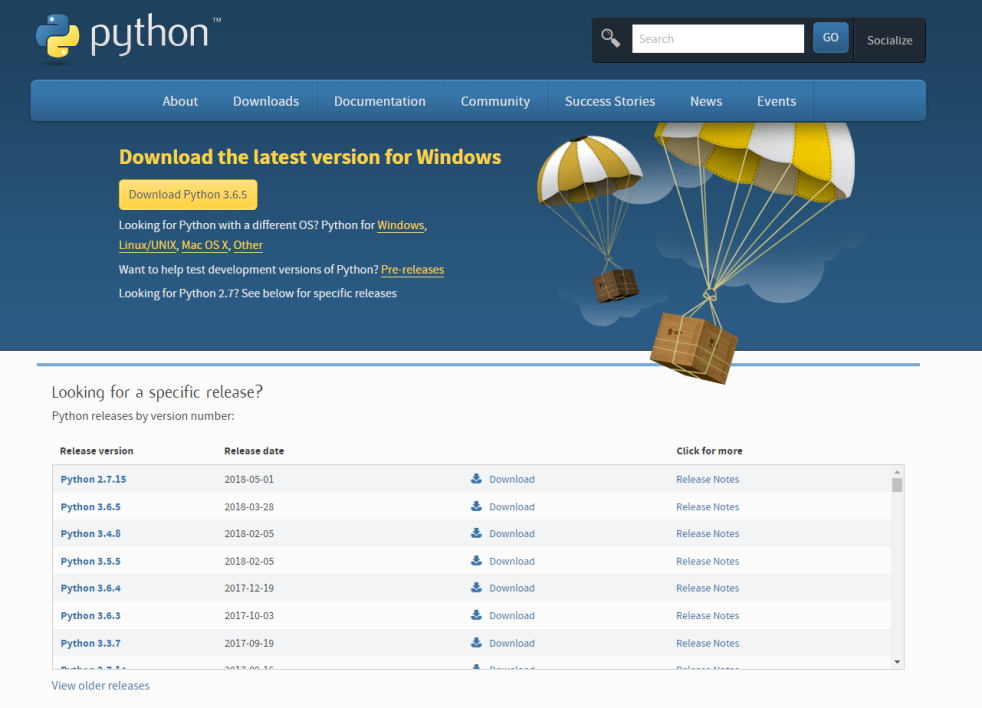 python™
Search
GO
Socialize
About Downloads Documentation Community Success Stories News Events
Download the latest version for Windows
Download Python 3.6.5
Looking for Python with a different OS? Python for Windows,
Linux/UNIX, Mac OS X, Other
Want to help test development versions of Python? Pre-releases
Looking for Python 2.7? See below for specific releases
Looking for a specific release?
Python releases by version number:
Release version Release date Click for more
Python 2.7.15 2018-05-01 Download Release Notes
Python 3.6.5 2018-03-28 Download Release Notes
Python 3.4.8 2018-02-05 Download Release Notes
Python 3.5.5 2018-02-05 Download Release Notes
Python 3.6.4 2017-12-19 Download Release Notes
Python 3.6.3 2017-10-03 Download Release Notes
Python 3.3.7 2017-09-19 Download Release Notes
Python 2.7.14 2017-09-16 Download Release Notes
View older releases